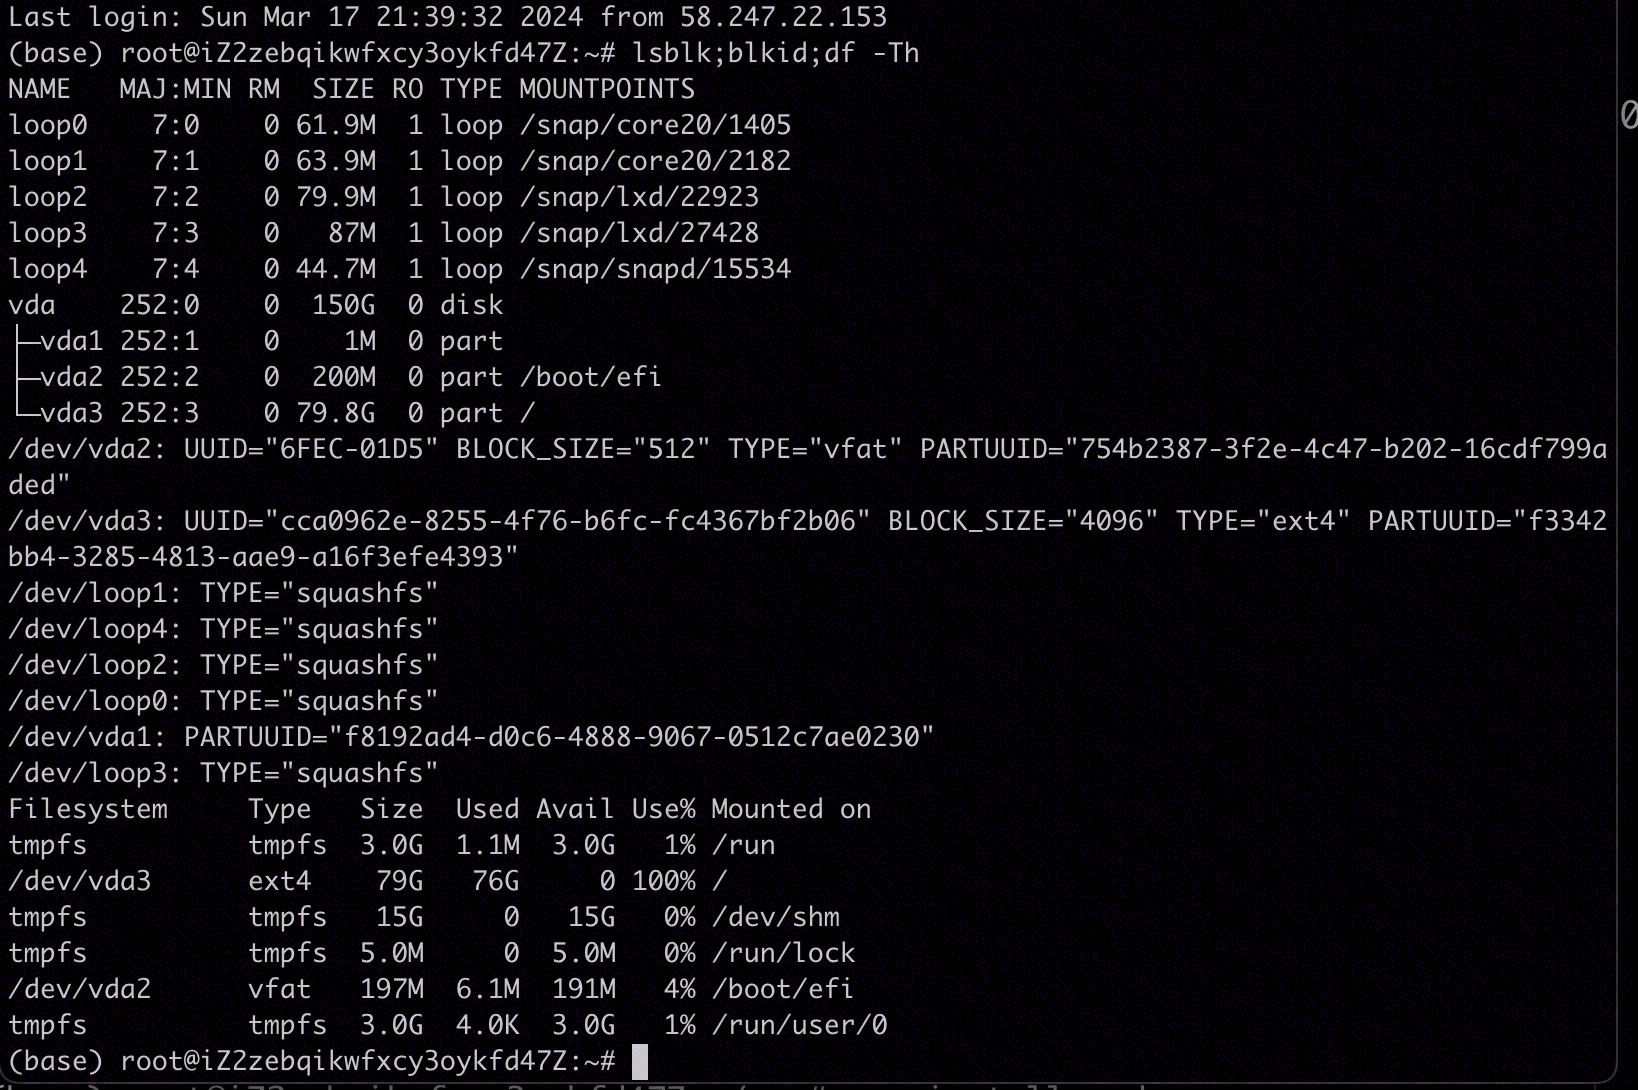 Last login: Sun Mar 17 21:39:32 2024 from 58.247.22.153
(base) root@iZ2zebqikwfxcy3oykfd47Z:~# lsblk;blkid;df -Th
NAME   MAJ:MIN RM   SIZE RO TYPE MOUNTPOINTS
loop0    7:0    0 61.9M  1 loop /snap/core20/1405
loop1    7:1    0 63.9M  1 loop /snap/core20/2182
loop2    7:2    0 79.9M  1 loop /snap/lxd/22923
loop3    7:3    0   87M  1 loop /snap/lxd/27428
loop4    7:4    0 44.7M  1 loop /snap/snapd/15534
vda    252:0    0  150G  0 disk
├─vda1 252:1    0    1M  0 part
├─vda2 252:2    0  200M  0 part /boot/efi
└─vda3 252:3    0 79.8G  0 part /
/dev/vda2: UUID="6FEC-01D5" BLOCK_SIZE="512" TYPE="vfat" PARTUUID="754b2387-3f2e-4c47-b202-16cdf799a
ded"
/dev/vda3: UUID="cca0962e-8255-4f76-b6fc-fc4367bf2b06" BLOCK_SIZE="4096" TYPE="ext4" PARTUUID="f3342
bb4-3285-4813-aae9-a16f3efe4393"
/dev/loop1: TYPE="squashfs"
/dev/loop4: TYPE="squashfs"
/dev/loop2: TYPE="squashfs"
/dev/loop0: TYPE="squashfs"
/dev/vda1: PARTUUID="f8192ad4-d0c6-4888-9067-0512c7ae0230"
/dev/loop3: TYPE="squashfs"
Filesystem     Type   Size  Used Avail Use% Mounted on
tmpfs          tmpfs  3.0G  1.1M  3.0G   1% /run
/dev/vda3      ext4    79G   76G     0 100% /
tmpfs          tmpfs   15G     0   15G   0% /dev/shm
tmpfs          tmpfs  5.0M     0  5.0M   0% /run/lock
/dev/vda2      vfat   197M  6.1M  191M   4% /boot/efi
tmpfs          tmpfs  3.0G  4.0K  3.0G   1% /run/user/0
(base) root@iZ2zebqikwfxcy3oykfd47Z:~#